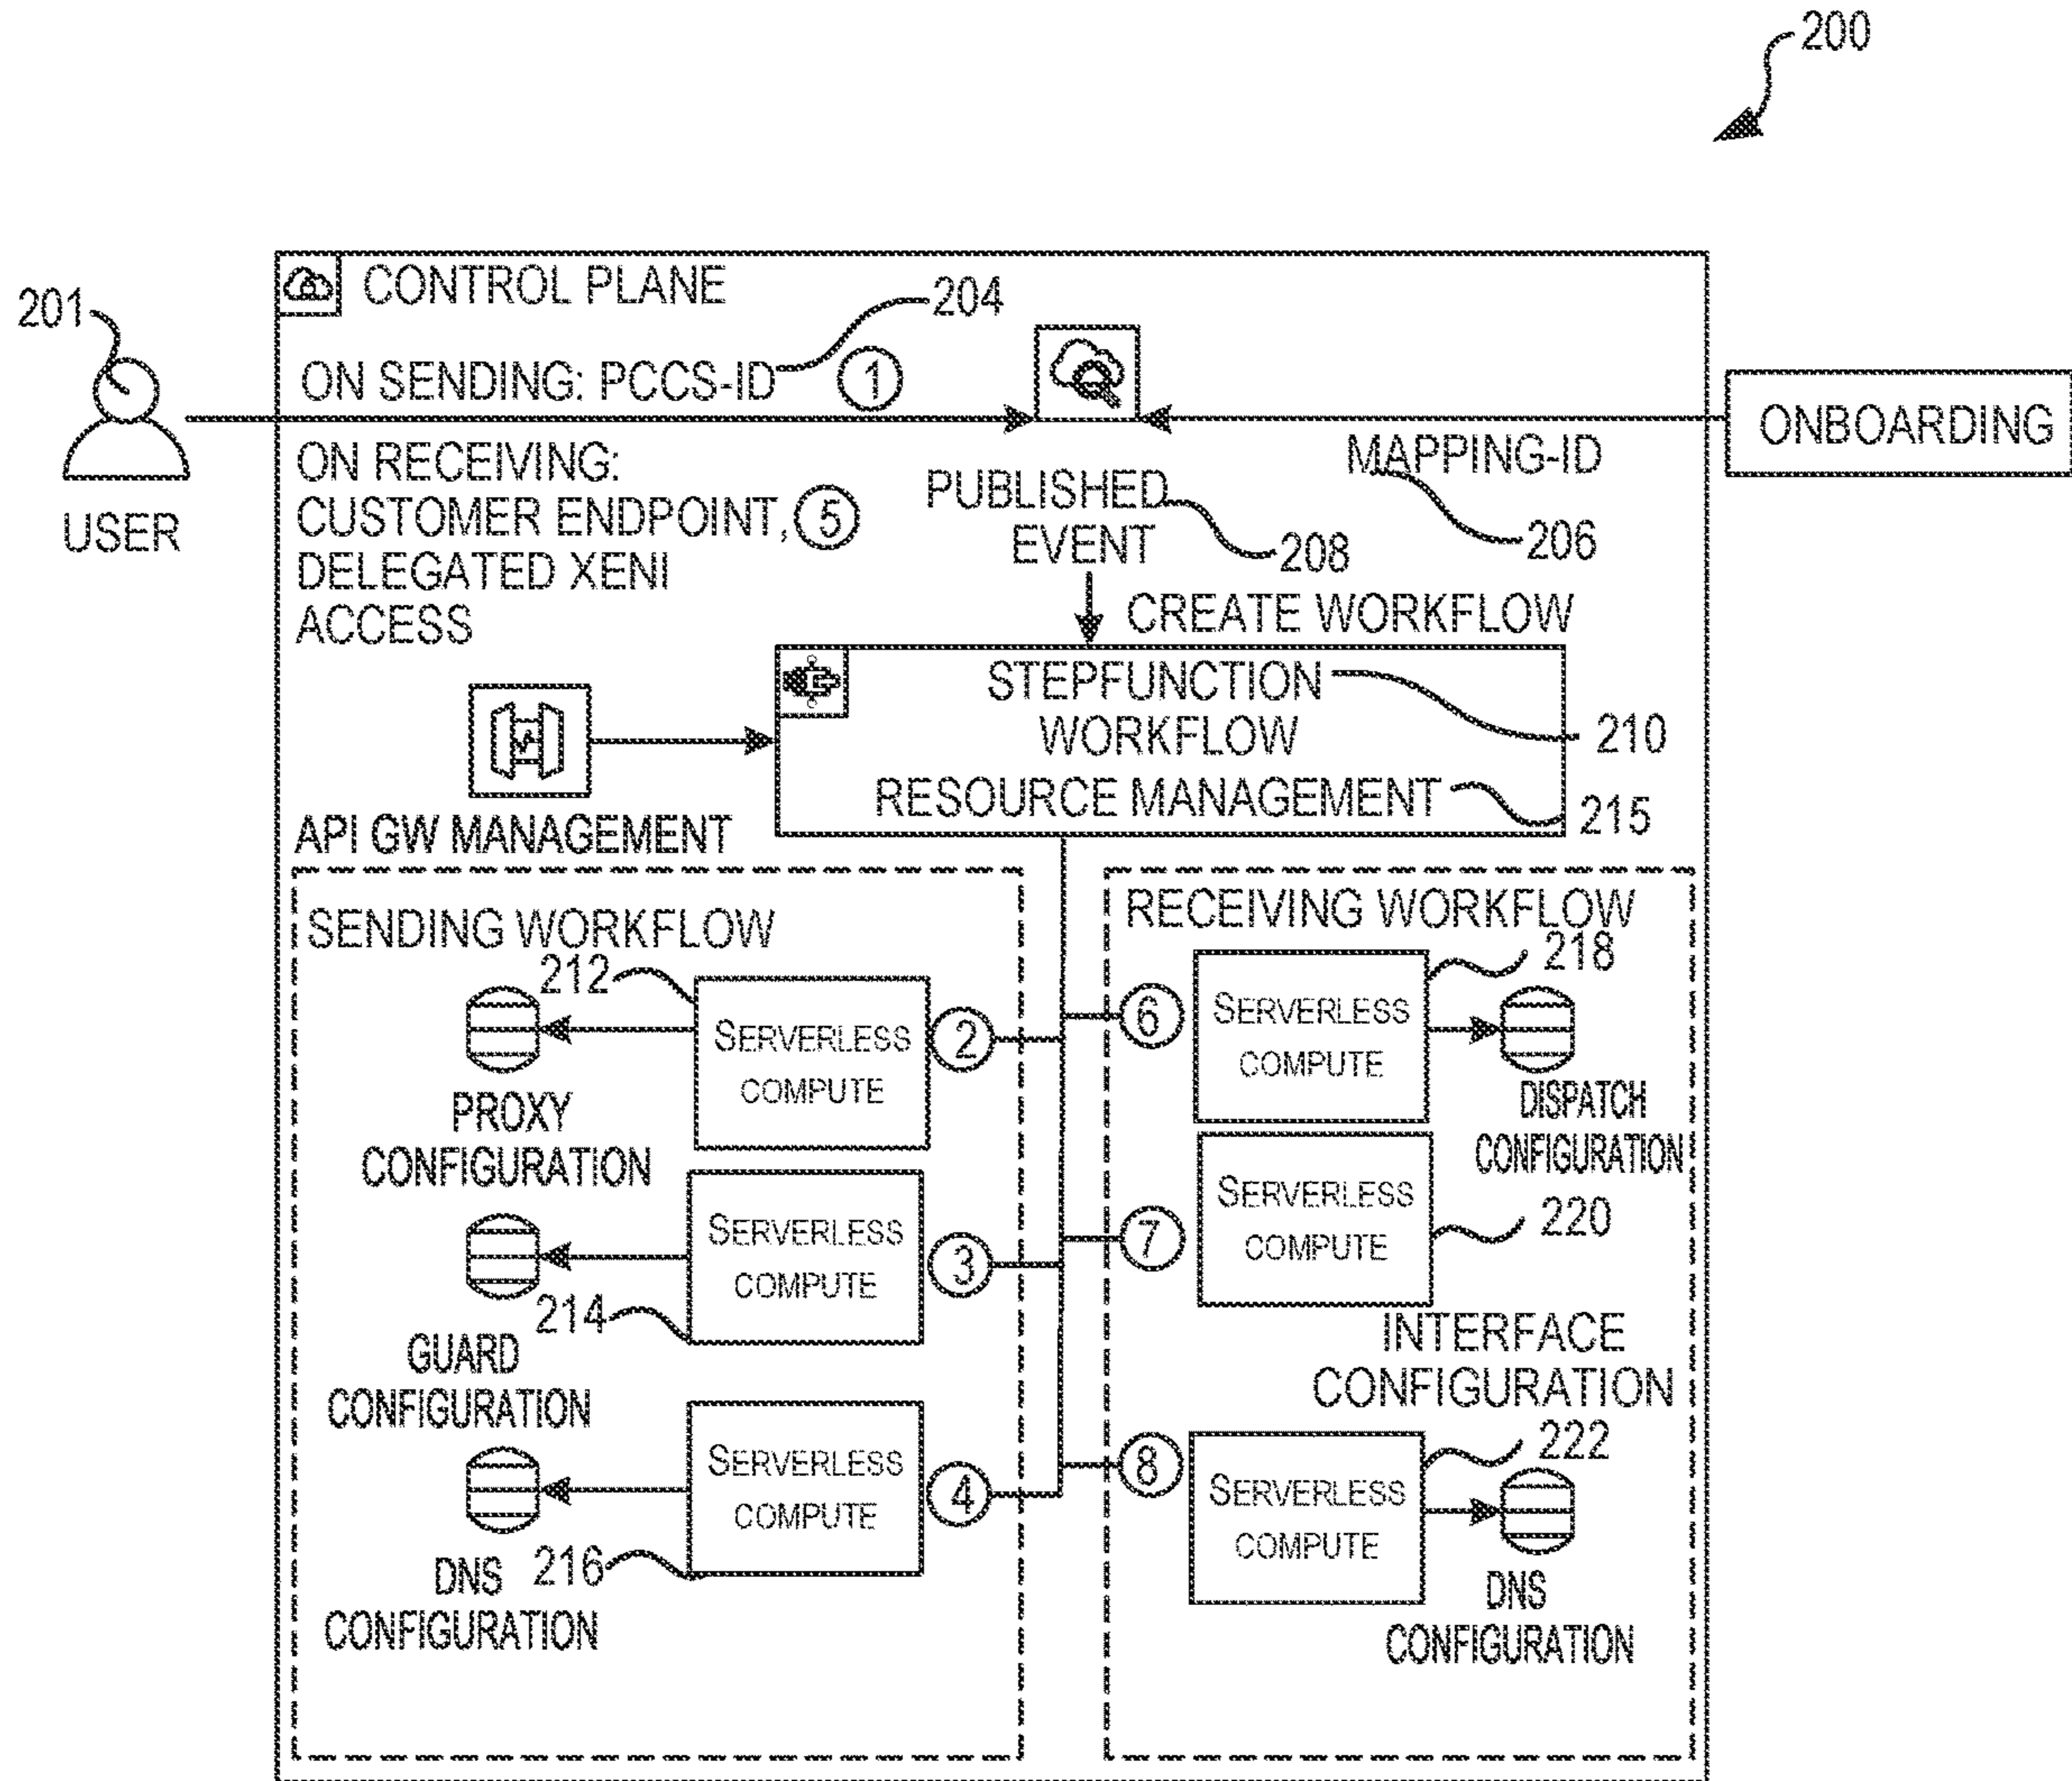 200
201
CONTROL PLANE
204
ON SENDING: PCCS-ID
1
USER
ON RECEIVING:
CUSTOMER ENDPOINT,
5
DELEGATED XENI
ACCESS
MAPPING-ID
206
ONBOARDING
PUBLISHED
EVENT
208
CREATE WORKFLOW
STEPFUNCTION
WORKFLOW
210
RESOURCE MANAGEMENT
215
API GW MANAGEMENT
SENDING WORKFLOW
212
SERVERLESS
COMPUTE
2
PROXY
CONFIGURATION
SERVERLESS
COMPUTE
3
214
GUARD
CONFIGURATION
SERVERLESS
COMPUTE
4
216
DNS
CONFIGURATION
RECEIVING WORKFLOW
218
6
SERVERLESS
COMPUTE
DISPATCH
CONFIGURATION
7
SERVERLESS
COMPUTE
220
INTERFACE
CONFIGURATION
222
8
SERVERLESS
COMPUTE
DNS
CONFIGURATION